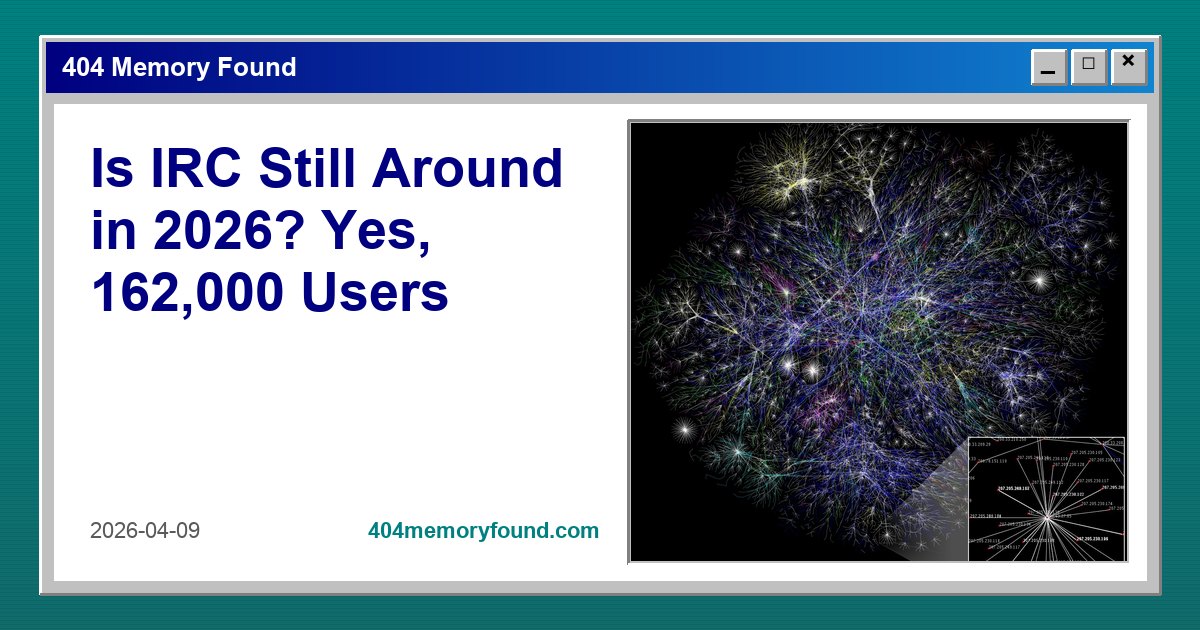 404 Memory Found
Is IRC Still Around
in 2026? Yes,
162,000 Users
2026-04-09
404memoryfound.com